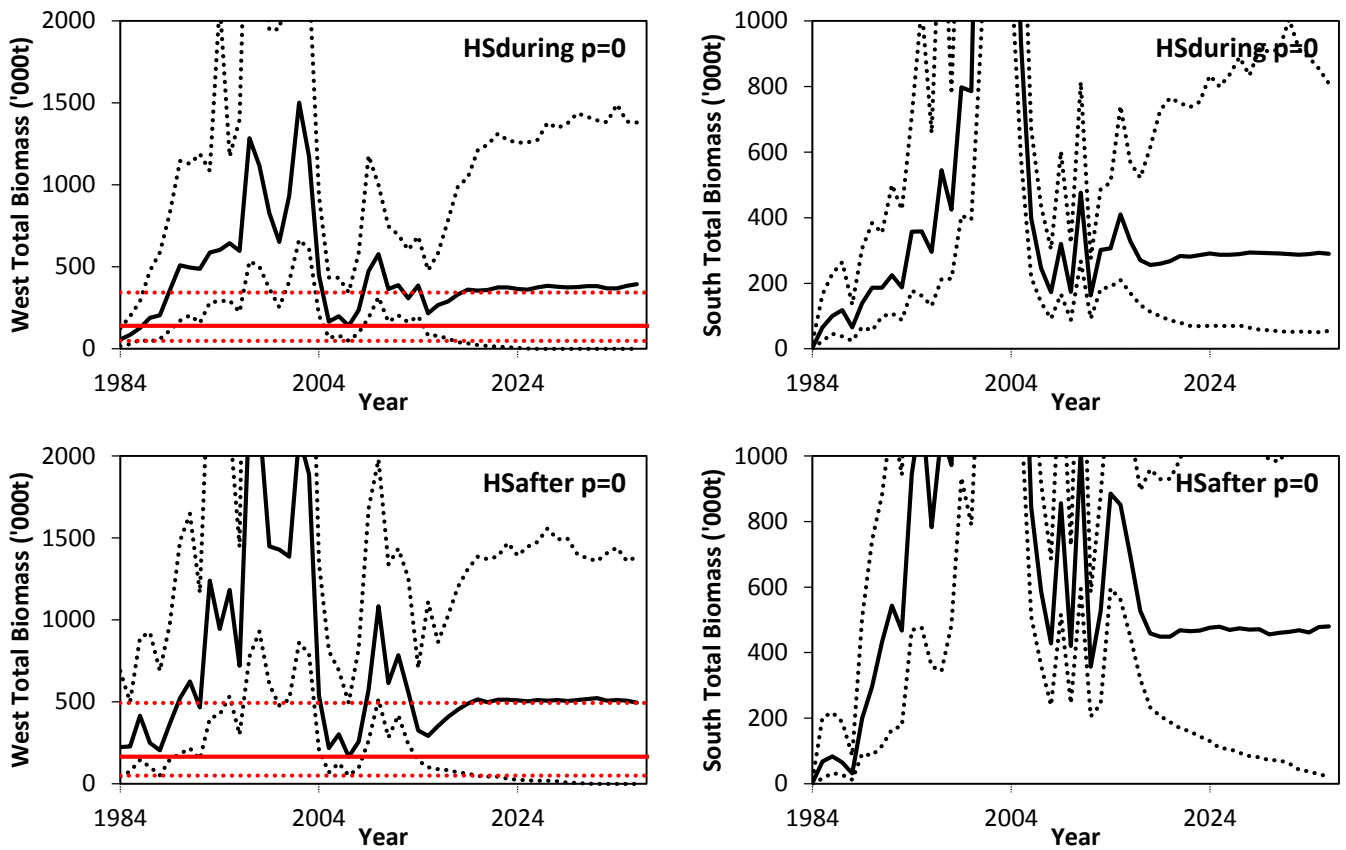 West Total Biomass ('000t)
2000
1500
1000
500
0
HSduring p=0
1984
2004
2024
Year
South Total Biomass ('000t)
1000
800
600
400
200
0
HSduring p=0
1984
2004
2024
Year
West Total Biomass ('000t)
2000
1500
1000
500
0
HSafter p=0
1984
2004
2024
Year
South Total Biomass ('000t)
1000
800
600
400
200
0
HSafter p=0
1984
2004
2024
Year